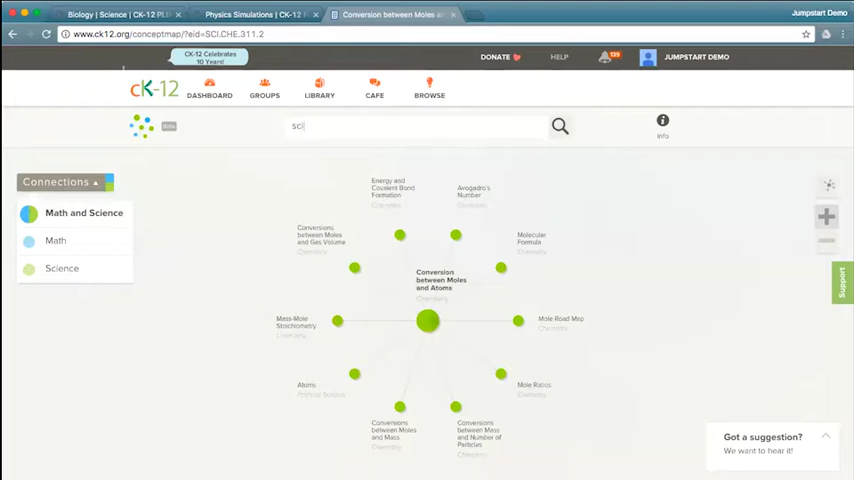 Biology | Science | CK-12
Physics Simulations | CK-12
Conversion between Moles
Jumpstart Demo
www.ck12.org/conceptmap/?eid=SCI.CHE.311.2
CK-12 Celebrates
10 Years!
DONATE
HELP
139
JUMPSTART DEMO
cK-12
DASHBOARD
GROUPS
LIBRARY
CAFE
BROWSE
beta
sci
info
Connections
Math and Science
Math
Science
Energy and
Covalent Bond
Formation
Chemistry
Avogadro's
Number
Chemistry
Conversions
between Moles
and Gas Volume
Chemistry
Molecular
Formula
Chemistry
Conversion
between Moles
and Atoms
Chemistry
Mass-Mole
Stoichiometry
Chemistry
Mole Road Map
Chemistry
Atoms
Physical Science
Mole Ratios
Chemistry
Conversions
between Moles
and Mass
Chemistry
Conversions
between Mass
and Number of
Particles
Chemistry
Support
Got a suggestion?
We want to hear it!